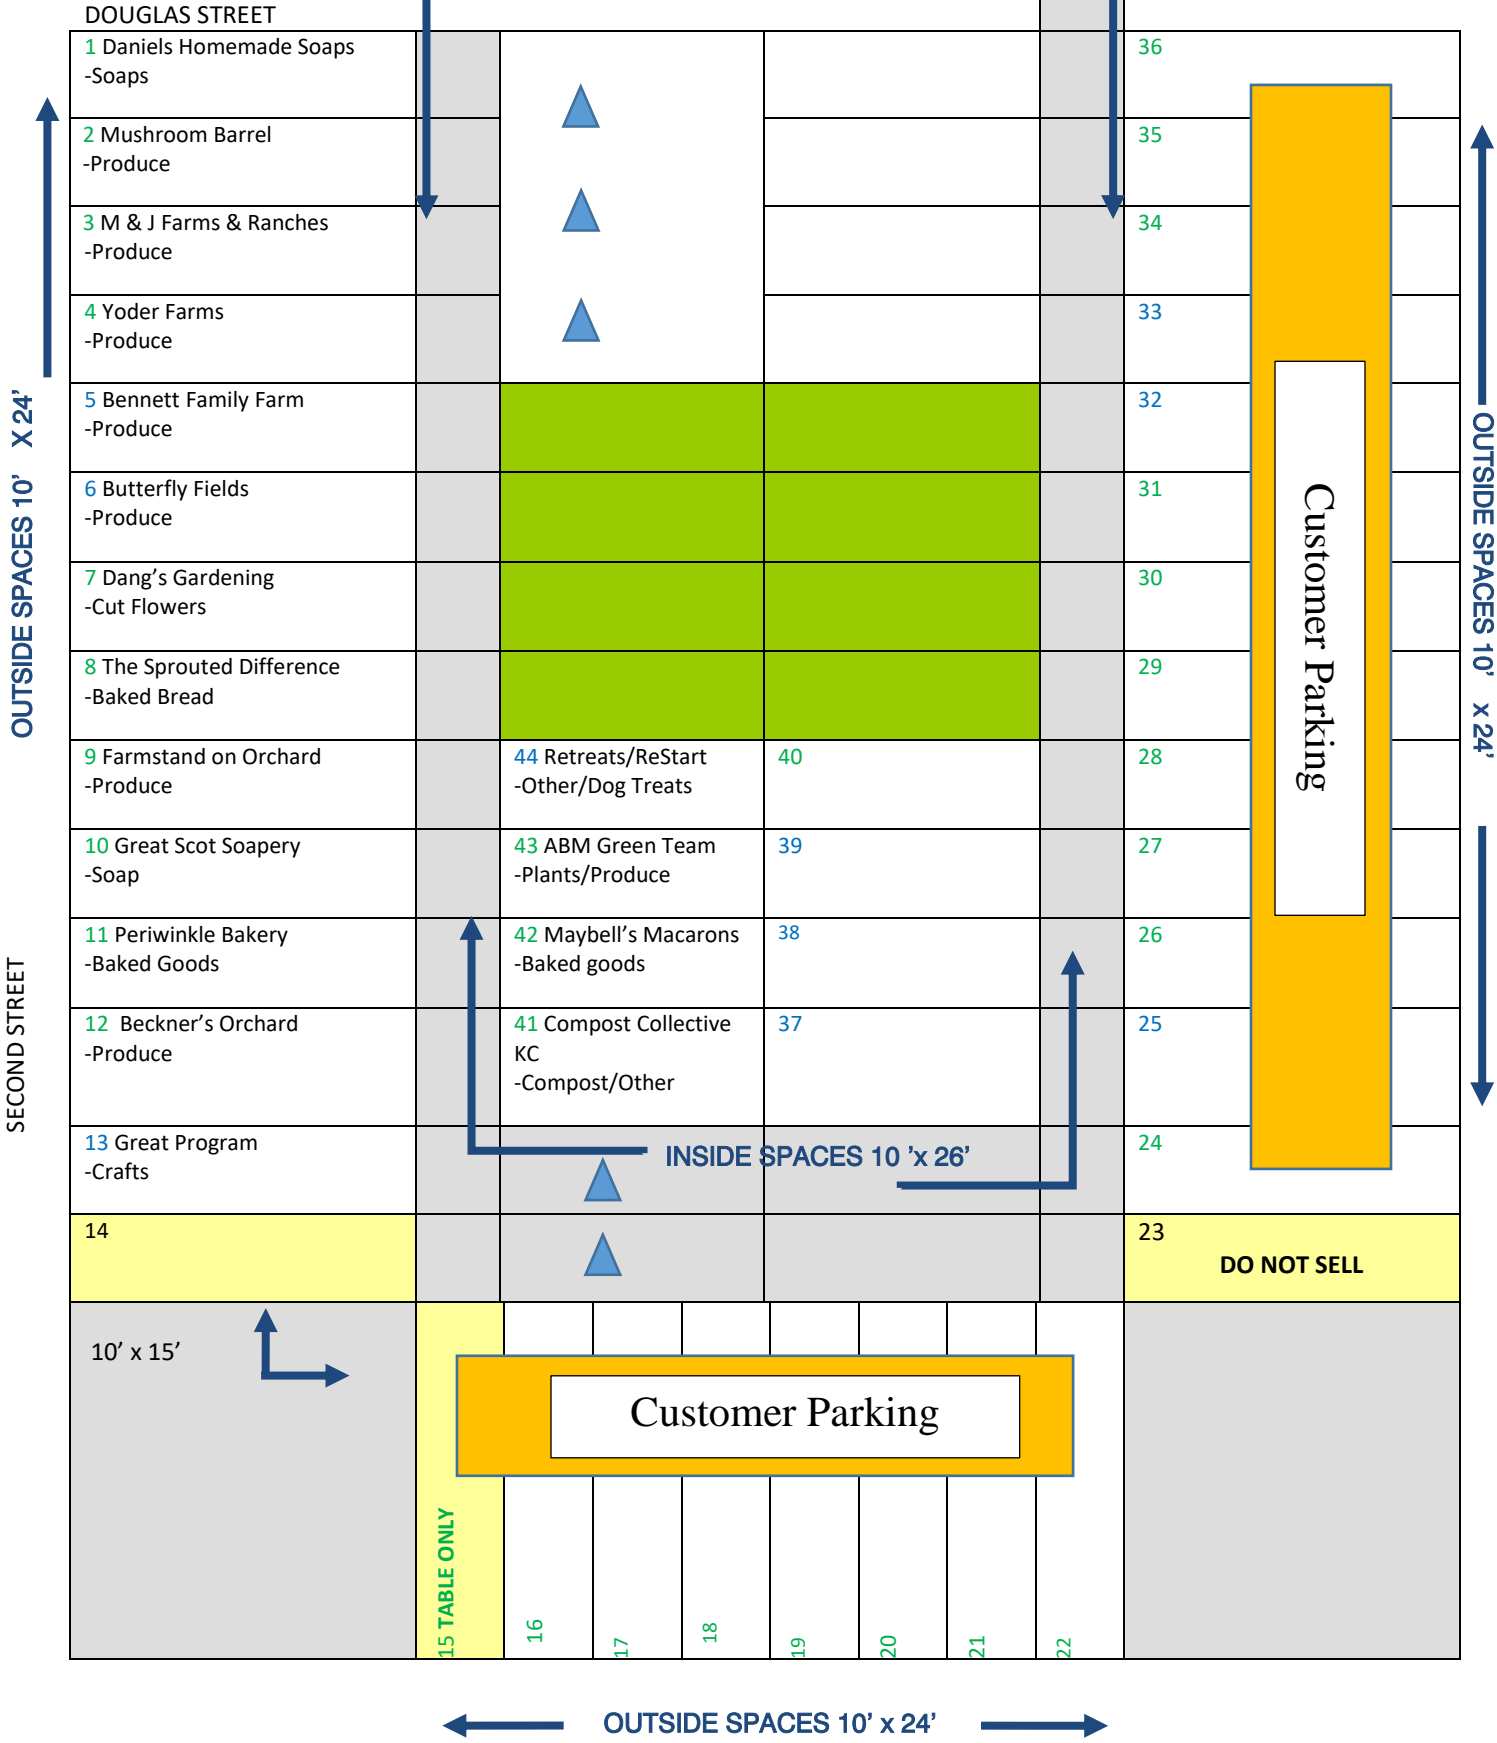 DOUGLAS STREET
1 Daniels Homemade Soaps
-Soaps
36
2 Mushroom Barrel
-Produce
35
3 M & J Farms & Ranches
-Produce
34
4 Yoder Farms
-Produce
33
5 Bennett Family Farm
-Produce
32
6 Butterfly Fields
-Produce
31
7 Dang’s Gardening
-Cut Flowers
30
8 The Sprouted Difference
-Baked Bread
29
9 Farmstand on Orchard
-Produce
44 Retreats/ReStart
-Other/Dog Treats
40
28
10 Great Scot Soapery
-Soap
43 ABM Green Team
-Plants/Produce
39
27
11 Periwinkle Bakery
-Baked Goods
42 Maybell’s Macarons
-Baked goods
38
26
12 Beckner’s Orchard
-Produce
41 Compost Collective
KC
-Compost/Other
37
25
13 Great Program
-Crafts
INSIDE SPACES 10 ’x 26’
24
14
23
DO NOT SELL
10’ x 15’
Customer Parking
15 TABLE ONLY
16
17
18
19
20
21
22
OUTSIDE SPACES 10’ x 24’
OUTSIDE SPACES 10’ X 24’
SECOND STREET
Customer Parking
OUTSIDE SPACES 10’ x 24’